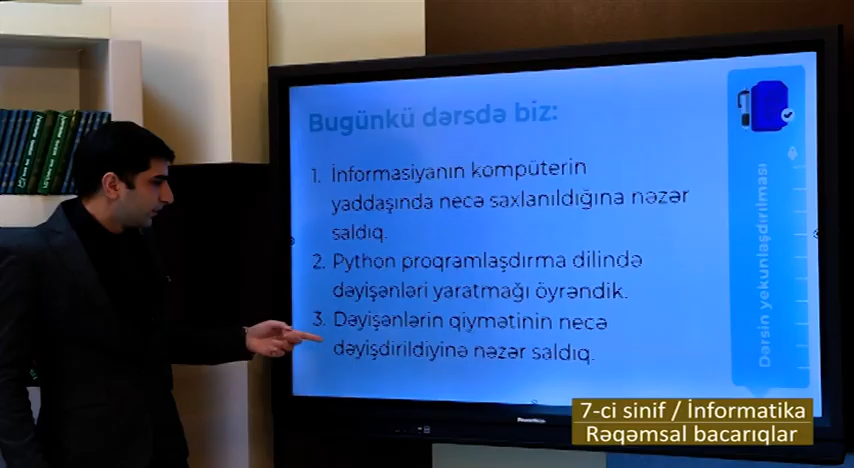 Bugünkü dərsdə biz:
1. İnformasiyanın kompüterin
yaddaşında necə saxlanıldığına nəzər
saldıq.
2. Python proqramlaşdırma dilində
dəyişənləri yaratmağı öyrəndik.
3. Dəyişənlərin qiymətinin necə
dəyişdirildiyinə nəzər saldıq.
Dərsin yekunlaşdırılması
7-ci sinif / İnformatika
Rəqəmsal bacarıqlar